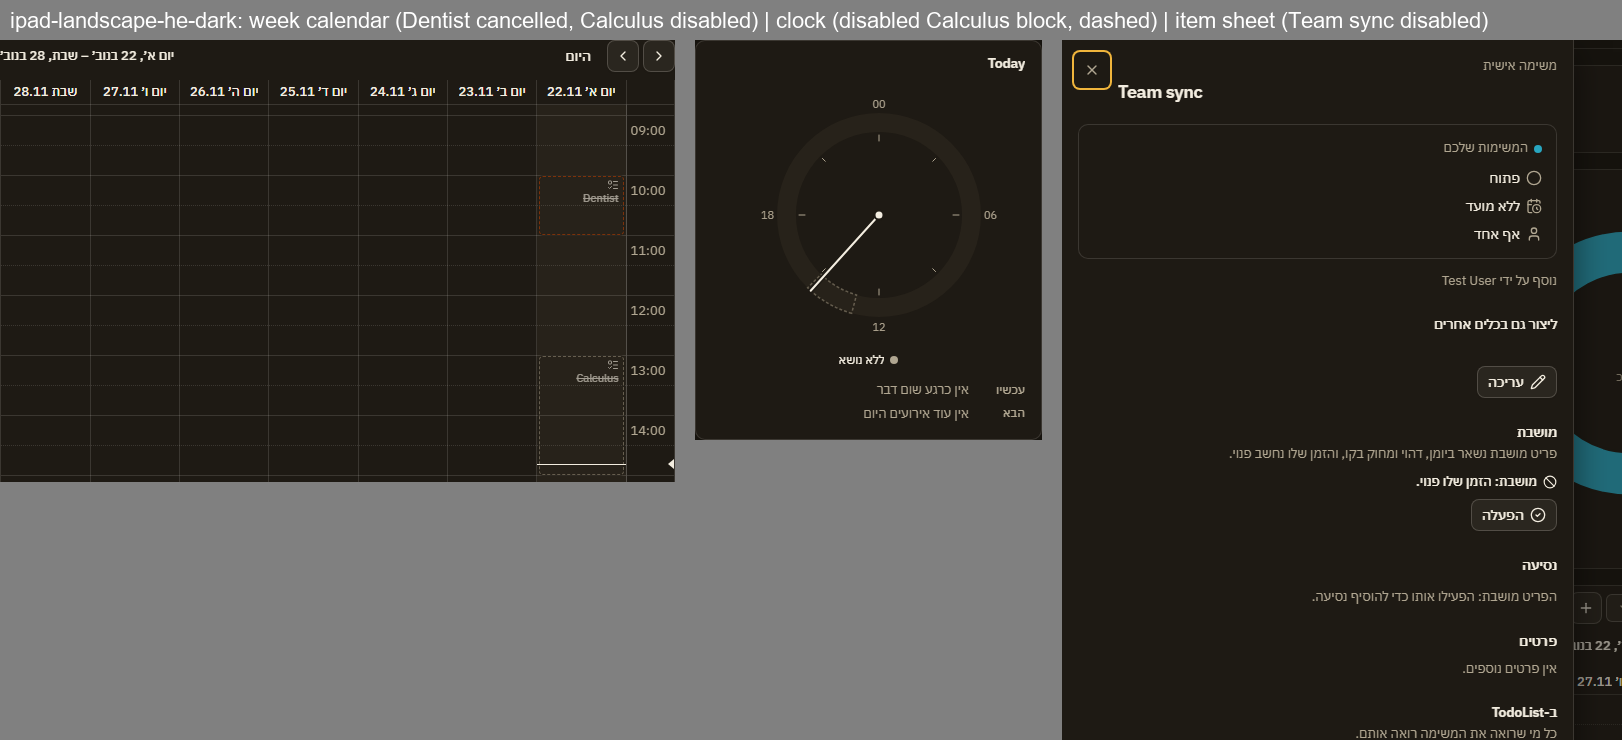 ipad-landscape-he-dark: week calendar (Dentist cancelled, Calculus disabled) | clock (disabled Calculus block, dashed) | item sheet (Team sync disabled)
היום
יום א׳, 22 בנוב׳ – שבת, 28 בנוב׳
יום א׳ 22.11
יום ב׳ 23.11
יום ג׳ 24.11
יום ד׳ 25.11
יום ה׳ 26.11
יום ו׳ 27.11
שבת 28.11
09:00
10:00
Dentist
11:00
12:00
13:00
Calculus
14:00
Today
00
06
12
18
ללא נושא
עכשיו אין כרגע שום דבר
הבא אין עוד אירועים היום
משימה אישית
Team sync
המשימות שלכם
פתוח
ללא מועד
אף אחד
נוסף על ידי Test User
ליצור גם בכלים אחרים
עריכה
מושבת
פריט מושבת נשאר ביומן, דהוי ומחוק בקו, והזמן שלו נחשב פנוי.
מושבת: הזמן שלו פנוי.
הפעלה
נסיעה
הפריט מושבת: הפעילו אותו כדי להוסיף נסיעה.
פרטים
אין פרטים נוספים.
ב-TodoList
כל מי שרואה את המשימה רואה אותם.
27.11